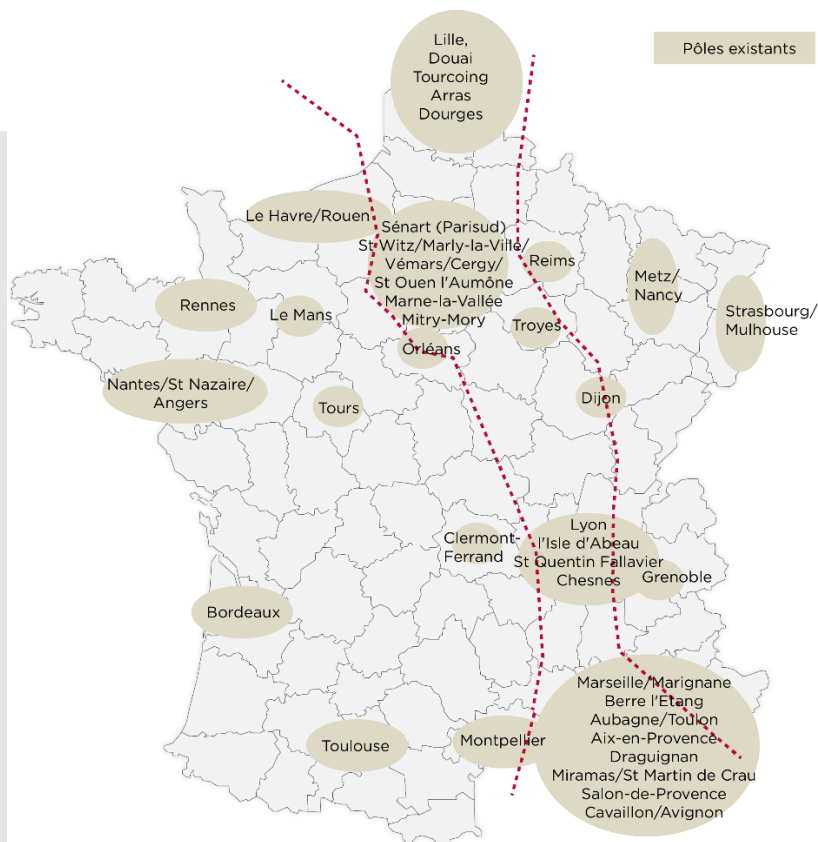 Lille,
Douai
Tourcoing
Arras
Dourges
Pôles existants
Le Havre/Rouen
Sénart (Parisud)
St Witz/Marly-la-Ville/
Vémars/Cergy/
St Ouen l'Aumône
Marne-la-Vallée
Mitry-Mory
Reims
Metz/
Nancy
Strasbourg/
Mulhouse
Rennes
Le Mans
Troyes
Orléans
Nantes/St Nazaire/
Angers
Tours
Dijon
Clermont-
Ferrand
Lyon
l'Isle d'Abeau
St Quentin Fallavier
Chesnes
Grenoble
Bordeaux
Toulouse
Montpellier
Marseille/Marignane
Berre l'Etang
Aubagne/Toulon
Aix-en-Provence
Draguignan
Miramas/St Martin de Crau
Salon-de-Provence
Cavaillon/Avignon